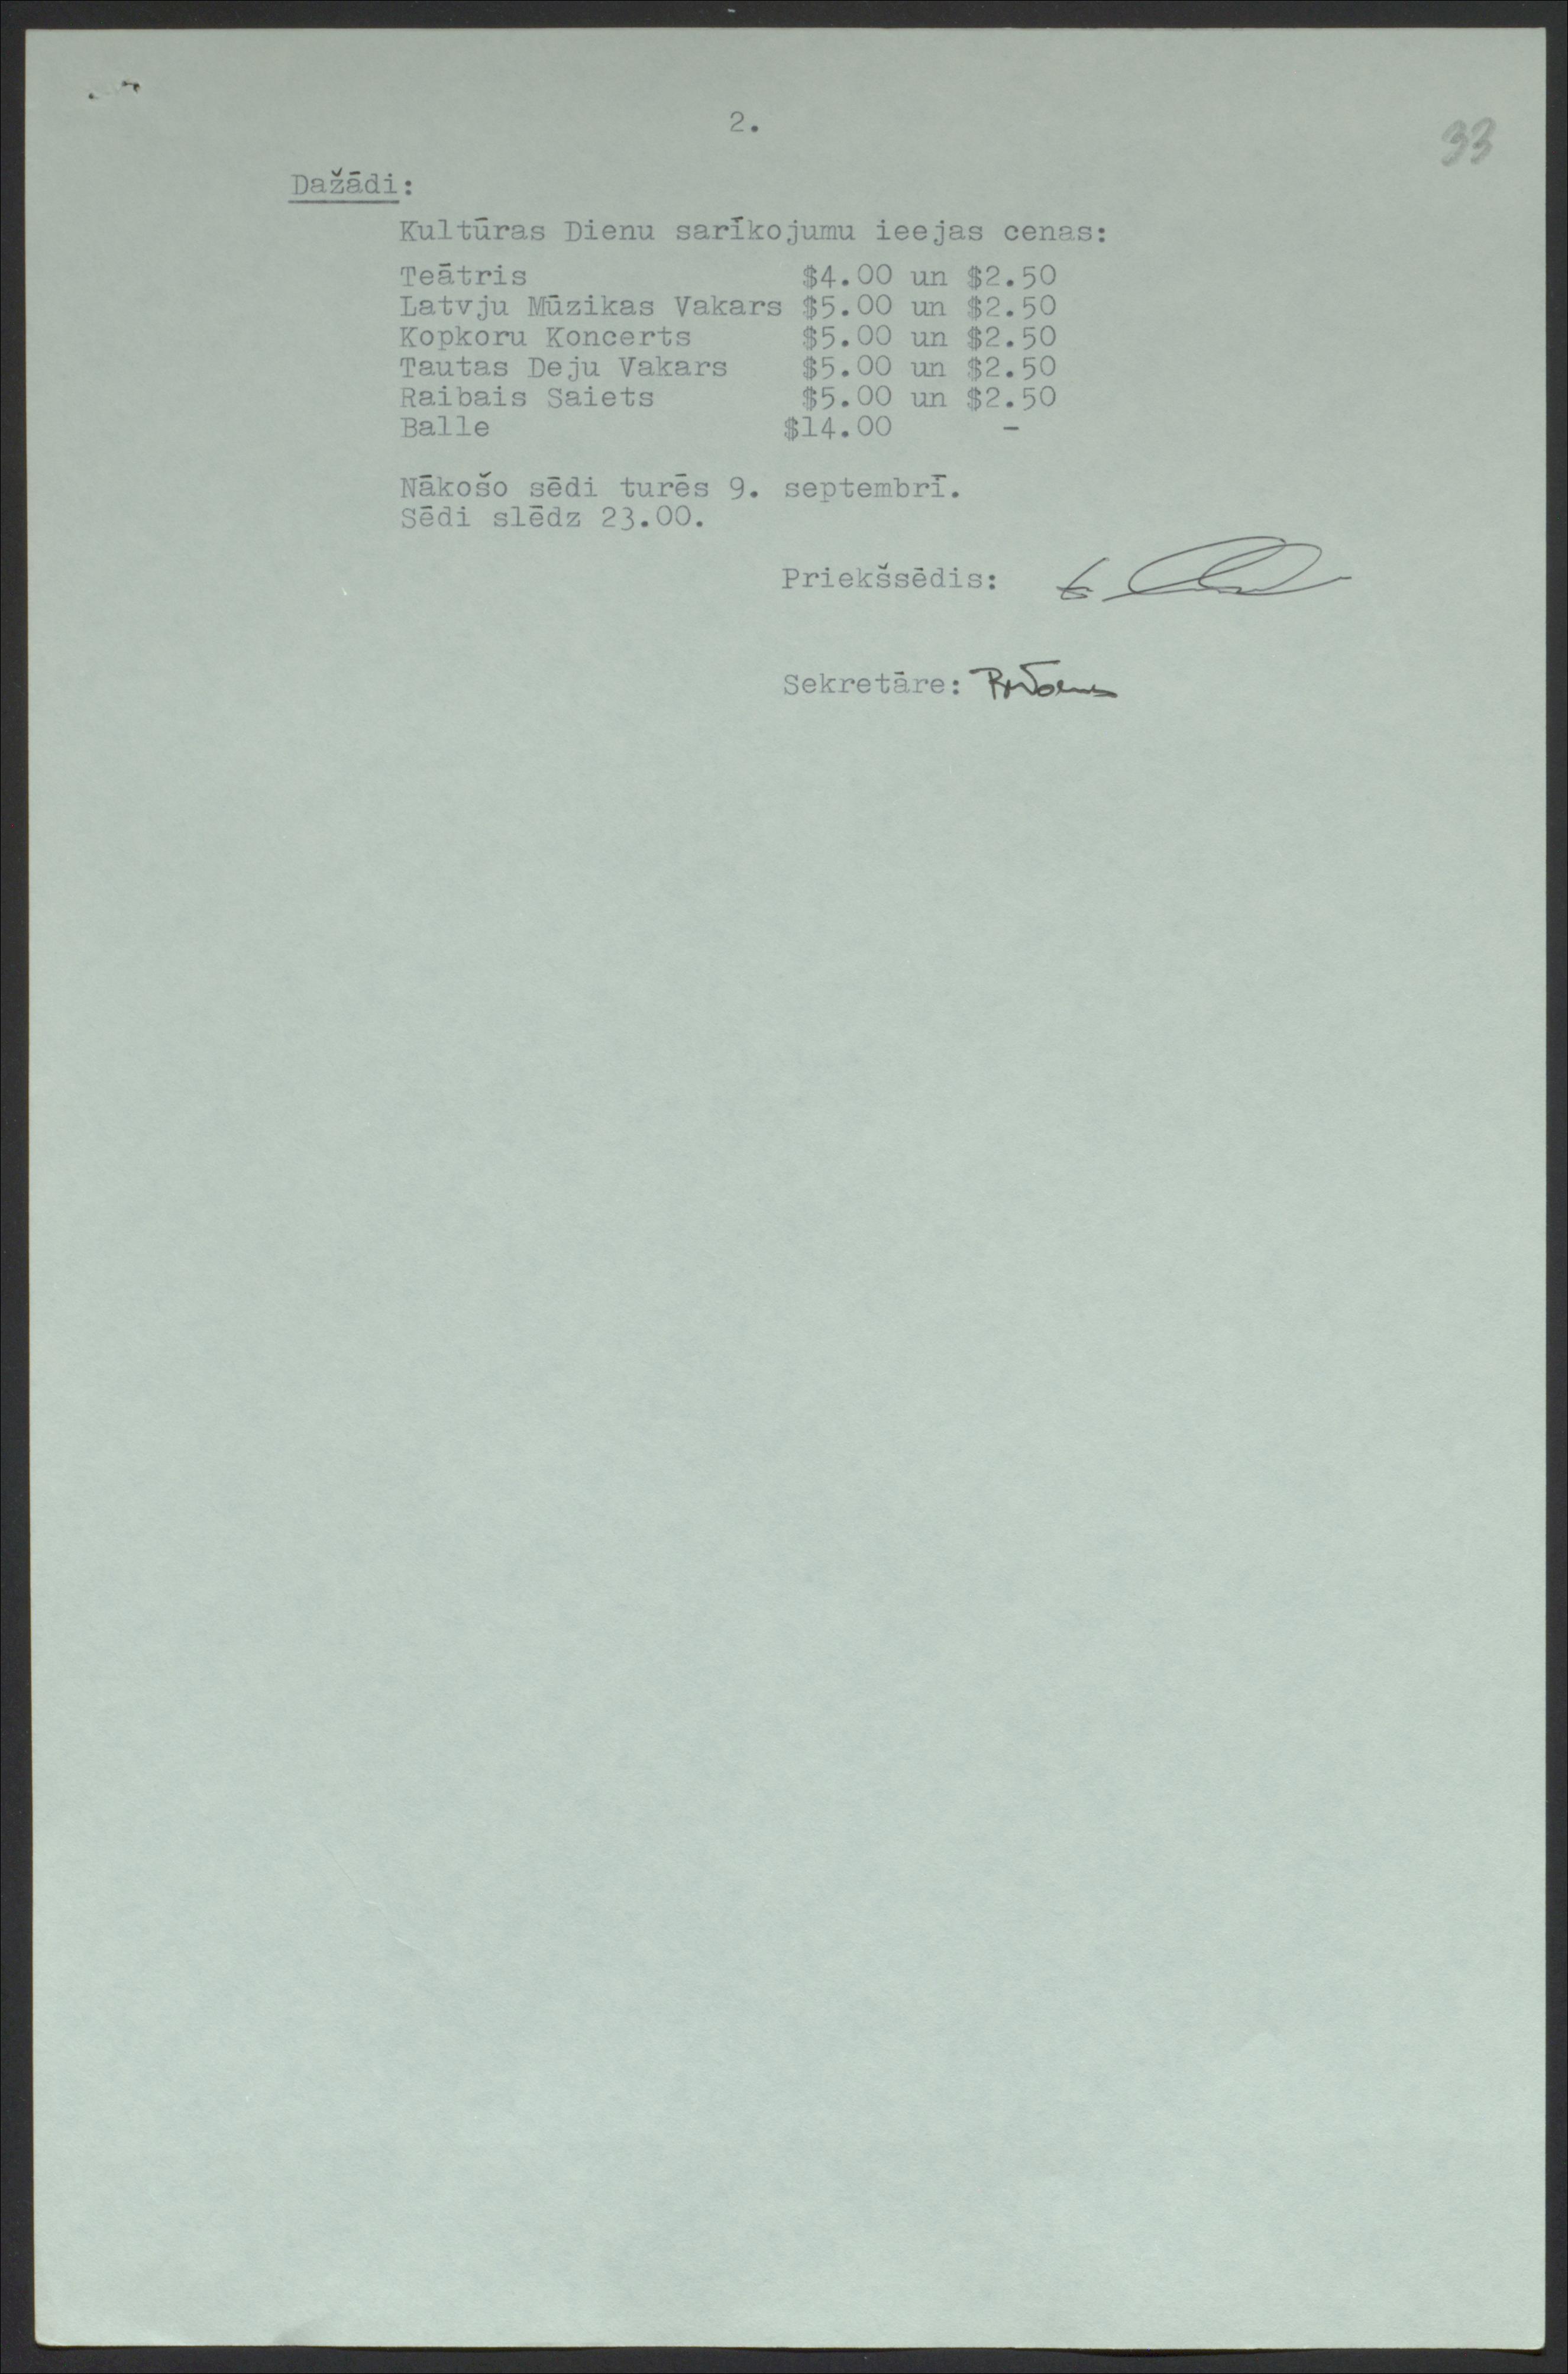 2.
33
Dažādi:
Kultūras Dienu sarīkojumu ieejas cenas:
Teātris $4.00 un $2.50
Latvju Mūzikas Vakars $5.00 un $2.50
Kopkoru Koncerts $5.00 un $2.50
Tautas Deju Vakars $5.00 un $2.50
Raibais Saiets $5.00 un $2.50
Balle $14.00 -
Nākošo sēdi turēs 9. septembrī.
Sēdi slēdz 23.00.
Priekšsēdis:
Sekretāre: